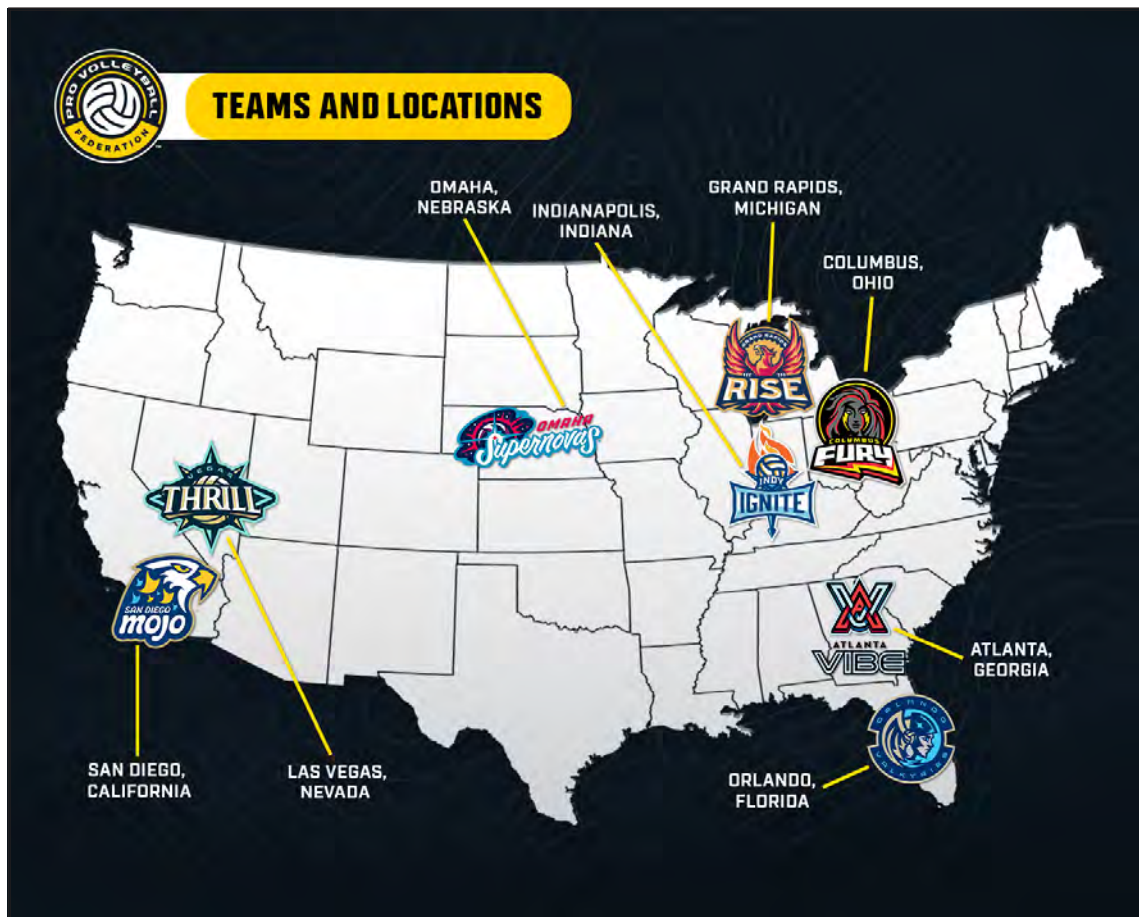 PRO VOLLEYBALL
FEDERATION
TEAMS AND LOCATIONS
OMAHA,
NEBRASKA
INDIANAPOLIS,
INDIANA
GRAND RAPIDS,
MICHIGAN
COLUMBUS,
OHIO
GRAND RAPIDS
RISE
OMAHA
Supernovas
COLUMBUS
FURY
VEGAS
THRILL
INDY
IGNITE
SAN DIEGO
mojo
ATLANTA
VIBE
ATLANTA,
GEORGIA
ORLANDO
VALKYRIES
SAN DIEGO,
CALIFORNIA
LAS VEGAS,
NEVADA
ORLANDO,
FLORIDA